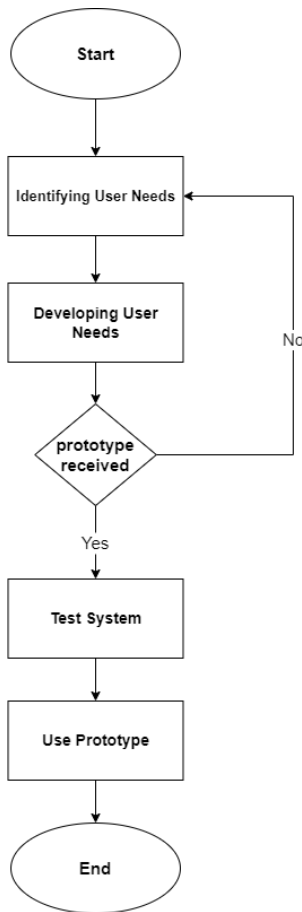 Start
Identifying User Needs
Developing User
Needs
No
prototype
received
Yes
Test System
Use Prototype
End